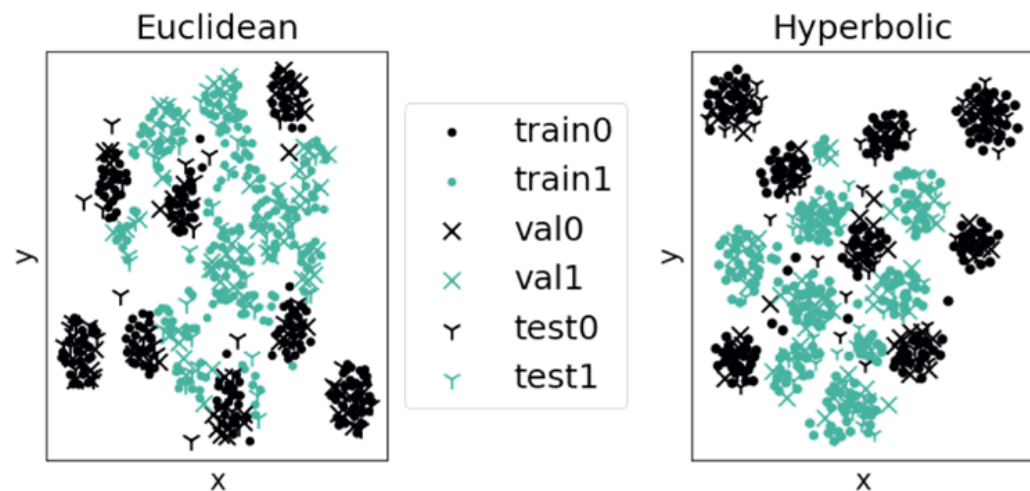 Euclidean
y
x
train0
train1
val0
val1
test0
test1
Hyperbolic
y
x